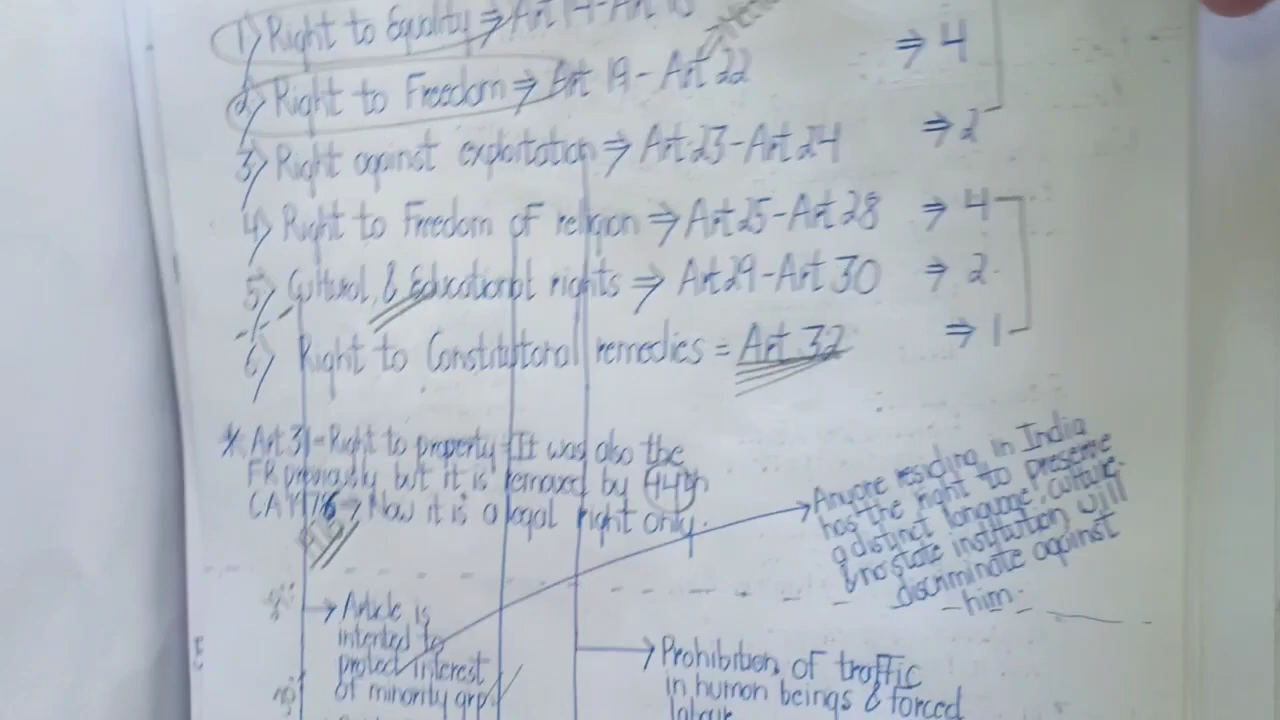 1) Right to Equality ⇒ Art 14 - Art 18
2) Right to Freedom ⇒ Art 19 - Art 22 ⇒ 4
3) Right against exploitation ⇒ Art 23 - Art 24 ⇒ 2
4) Right to Freedom of religion ⇒ Art 25 - Art 28 ⇒ 4
5) Cultural & Educational rights ⇒ Art 29 - Art 30 ⇒ 2
6) Right to Constitutional remedies = Art 32 ⇒ 1
* Art 31 - Right to property - It was also the
FR previously but it is removed by 44th
Now it is a legal right only.
→ Anyone residing in India
has the right to preserve
a distinct language, culture
& no state institution will
discriminate against
him.
→ Article is
intented to
protect interest
of minority grp
→ Prohibition of traffic
in human beings & forced
labour